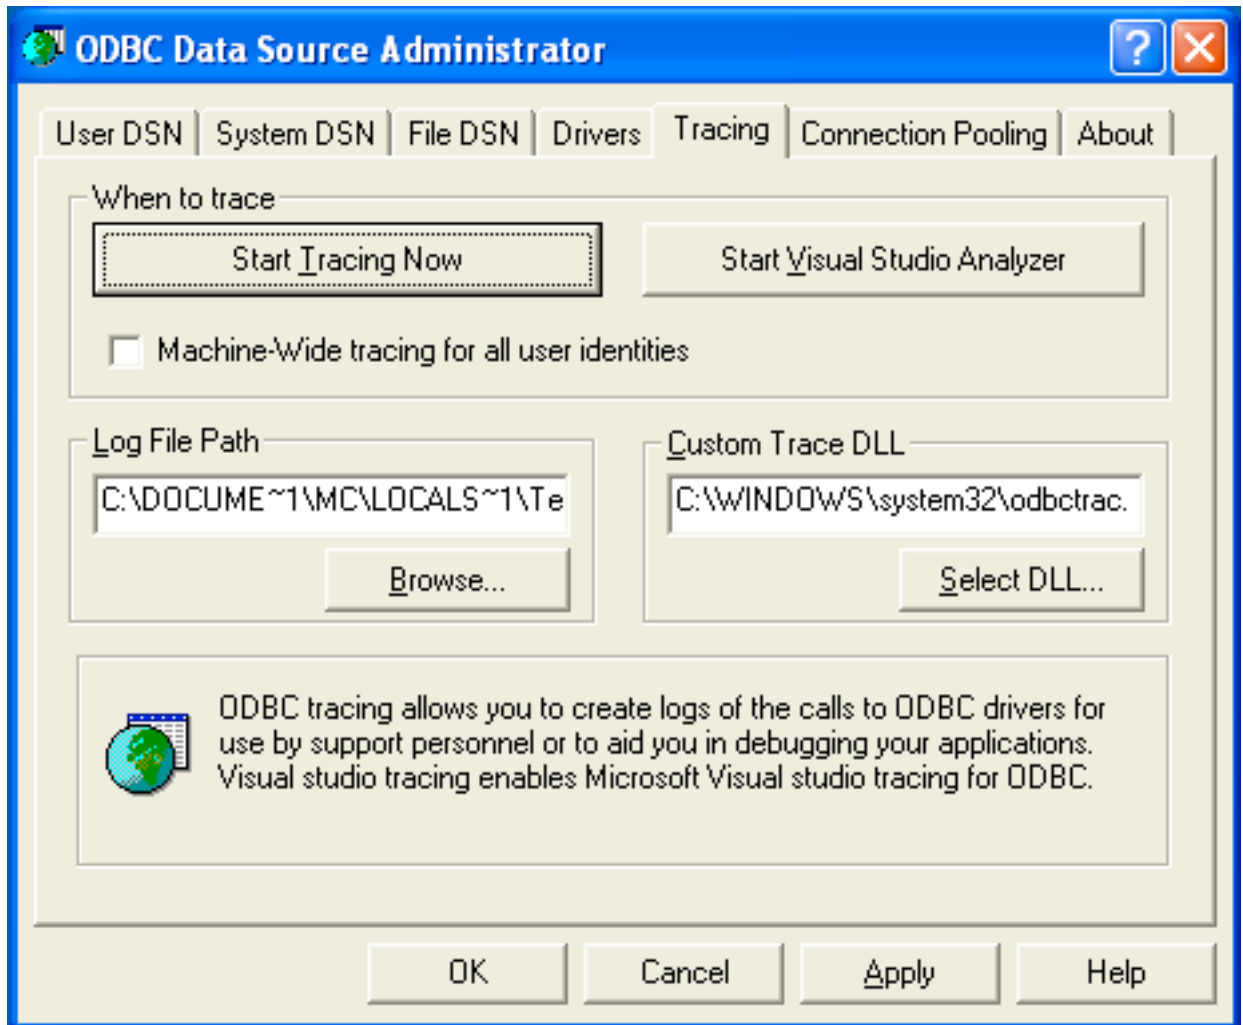 ODBC Data Source Administrator
?
User DSN System DSN File DSN Drivers Tracing Connection Pooling About
When to trace
Start Tracing Now Start Visual Studio Analyzer
Machine-Wide tracing for all user identities
Log File Path Custom Trace DLL
C:\DOCUME~1\MC\LOCALS~1\Te C:\WINDOWS\system32\odbctrac.
Browse... Select DLL...
ODBC tracing allows you to create logs of the calls to ODBC drivers for
use by support personnel or to aid you in debugging your applications.
Visual studio tracing enables Microsoft Visual studio tracing for ODBC.
OK Cancel Apply Help